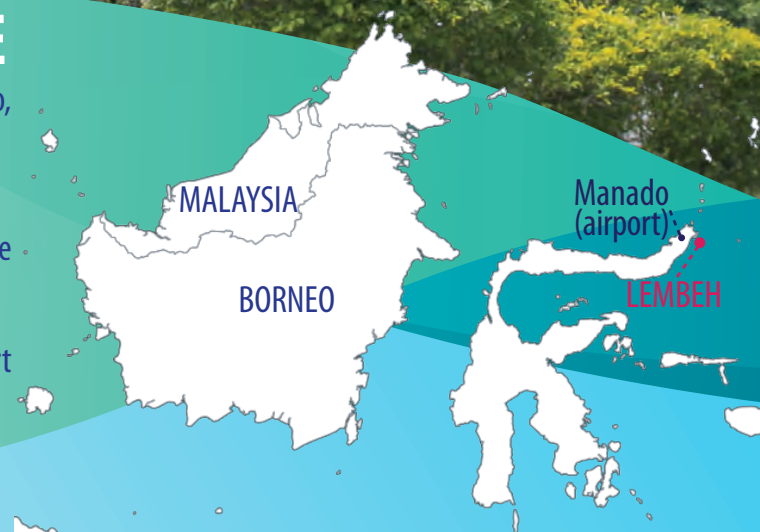 E
o,
MALAYSIA
Manado
(airport)
e
BORNEO
LEMBEH
t